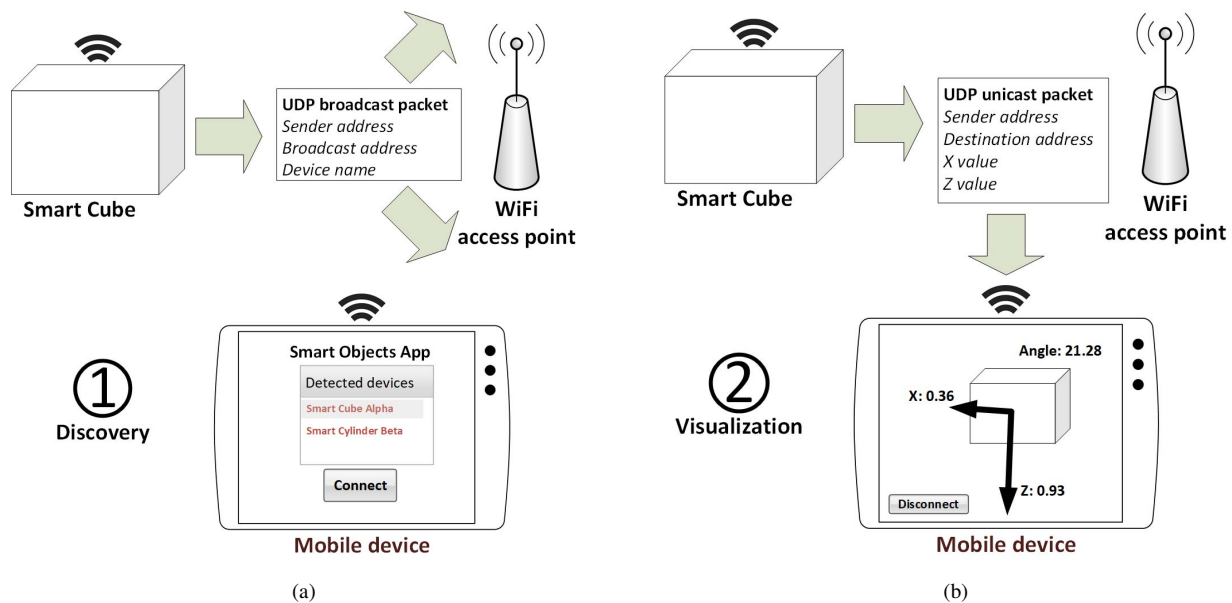 UDP broadcast packet
Sender address
Broadcast address
Device name
Smart Cube
WiFi
access point
Smart Objects App
Detected devices
Smart Cube Alpha
Smart Cylinder Beta
Connect
1
Discovery
Mobile device
(a)
UDP unicast packet
Sender address
Destination address
X value
Z value
Smart Cube
WiFi
access point
Angle: 21.28
X: 0.36
Z: 0.93
Disconnect
2
Visualization
Mobile device
(b)